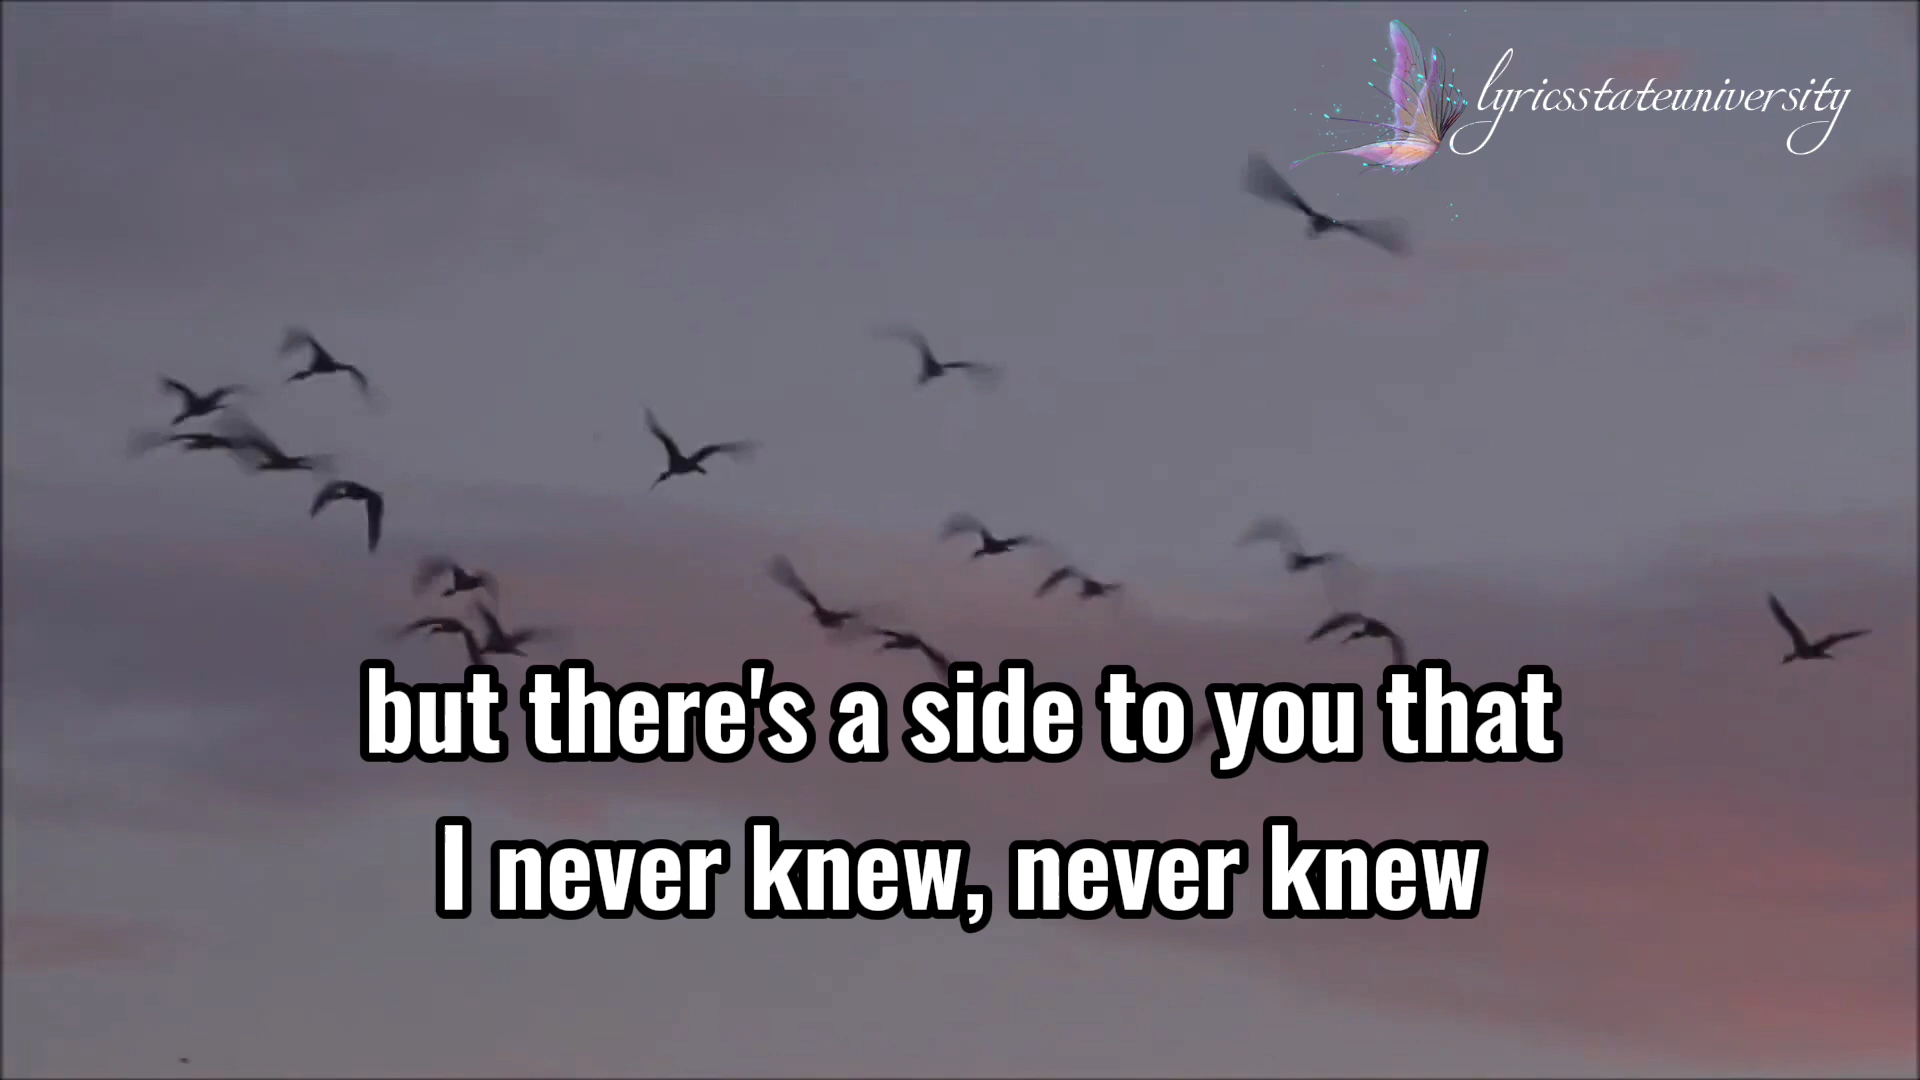 lyricsstateuniversity
but there's a side to you that
I never knew, never knew